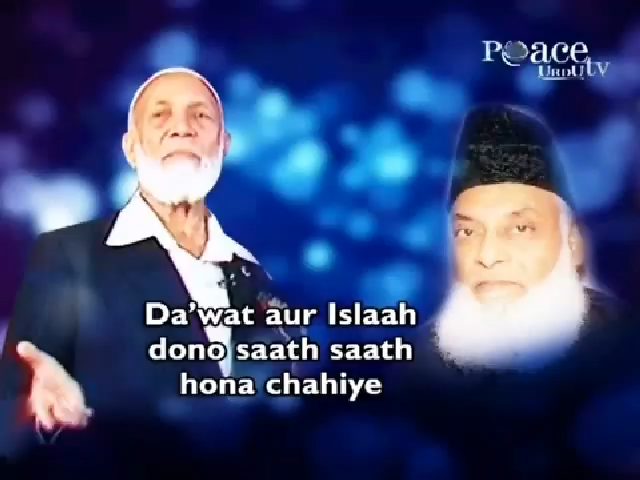 Peace
URDU TV
Da'wat aur Islaah
dono saath saath
hona chahiye